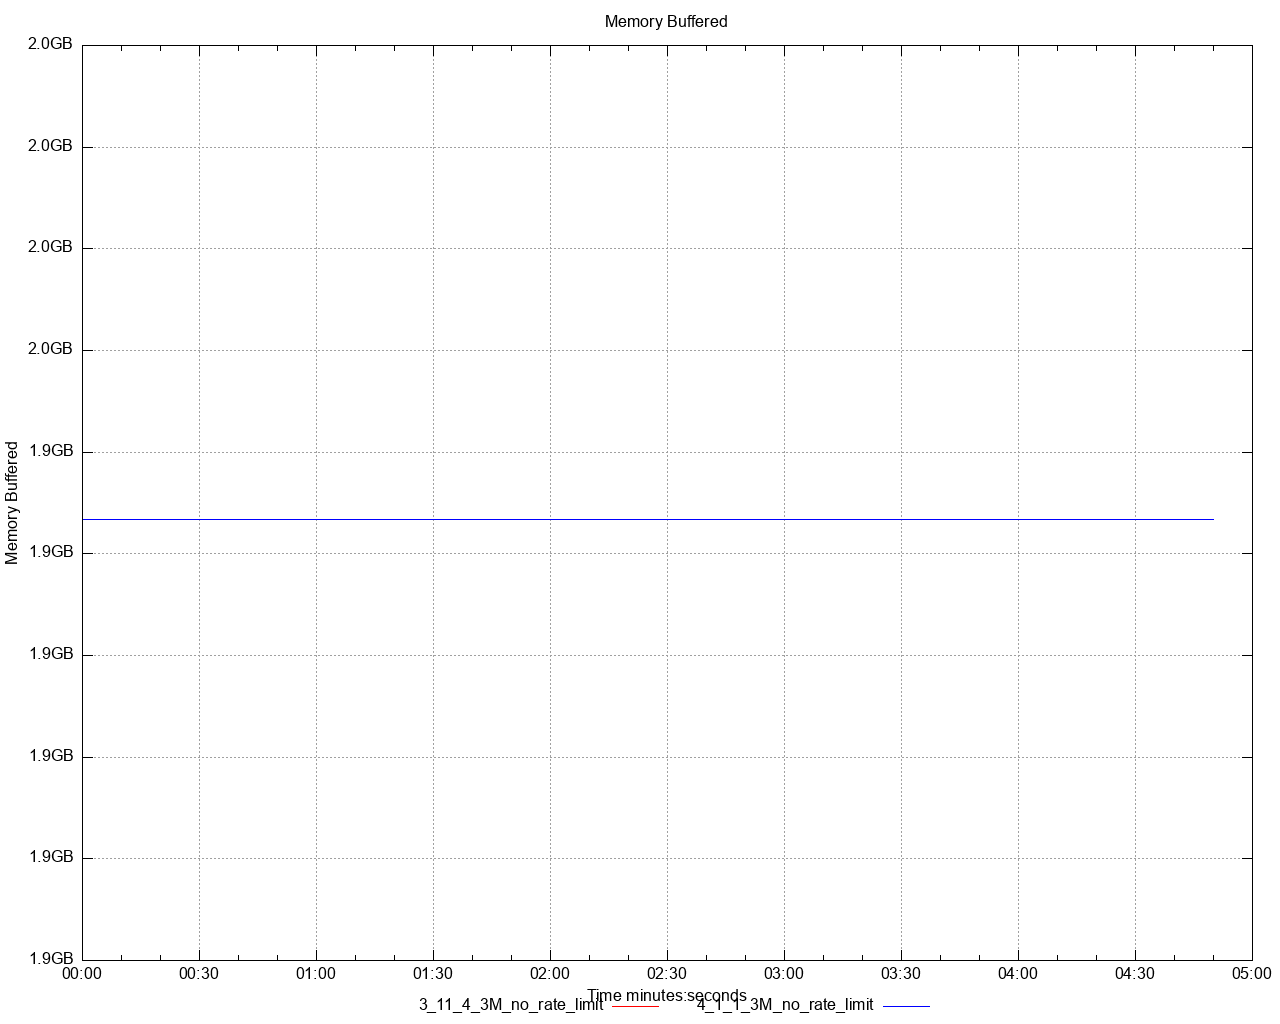 Memory Buffered
2.0GB
2.0GB
2.0GB
2.0GB
1.9GB
1.9GB
1.9GB
1.9GB
1.9GB
1.9GB
Memory Buffered
00:00 00:30 01:00 01:30 02:00 02:30 03:00 03:30 04:00 04:30 05:00
Time minutes:seconds
3_11_4_3M_no_rate_limit 4_1_1_3M_no_rate_limit